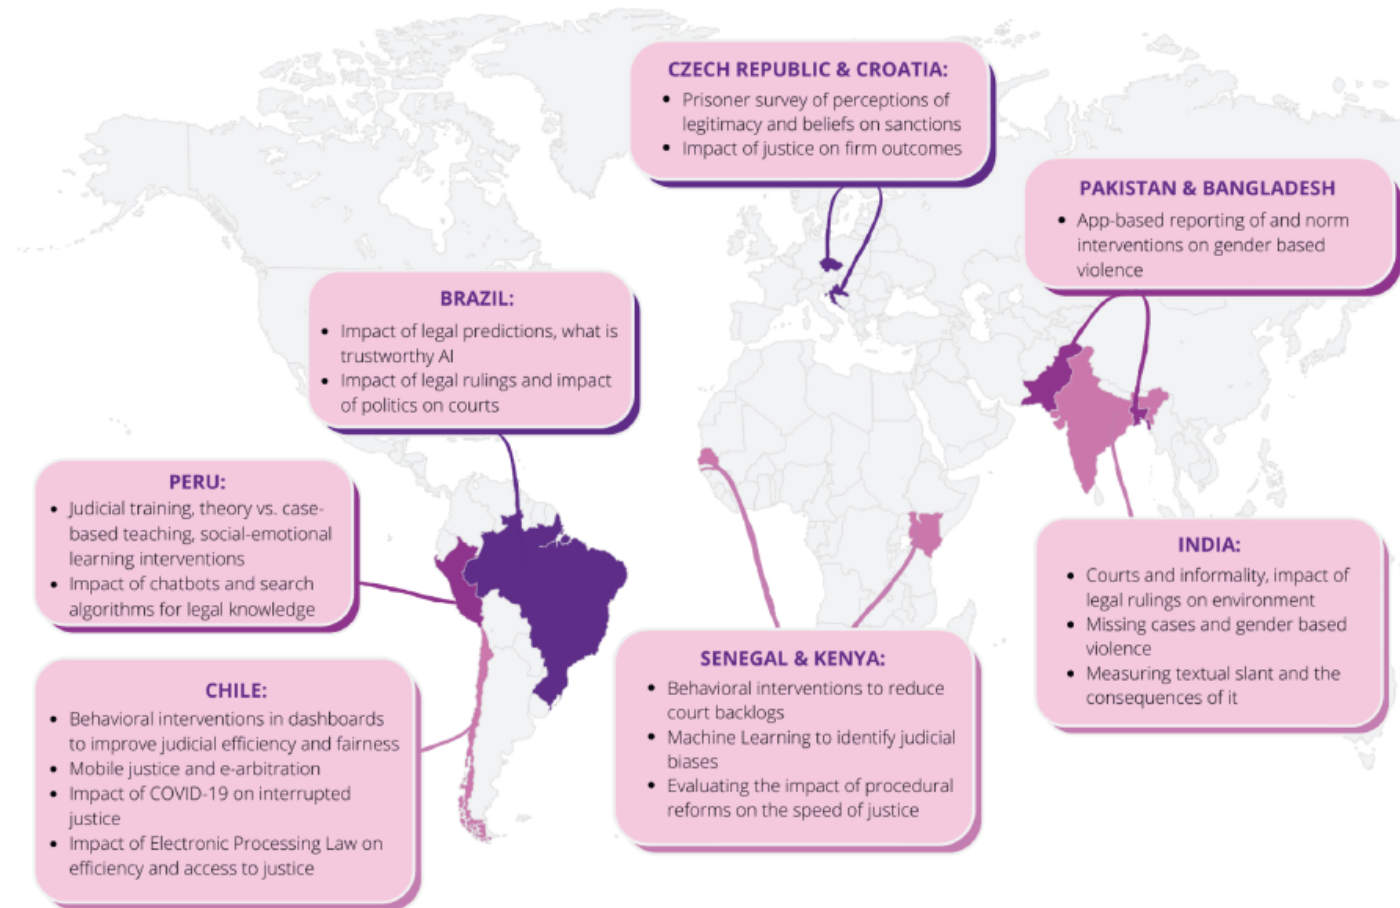 CZECH REPUBLIC & CROATIA:
• Prisoner survey of perceptions of
legitimacy and beliefs on sanctions
• Impact of justice on firm outcomes
PAKISTAN & BANGLADESH
• App-based reporting of and norm
interventions on gender based
violence
BRAZIL:
• Impact of legal predictions, what is
trustworthy AI
• Impact of legal rulings and impact
of politics on courts
PERU:
• Judicial training, theory vs. case-
based teaching, social-emotional
learning interventions
• Impact of chatbots and search
algorithms for legal knowledge
INDIA:
• Courts and informality, impact of
legal rulings on environment
• Missing cases and gender based
violence
• Measuring textual slant and the
consequences of it
SENEGAL & KENYA:
• Behavioral interventions to reduce
court backlogs
• Machine Learning to identify judicial
biases
• Evaluating the impact of procedural
reforms on the speed of justice
CHILE:
• Behavioral interventions in dashboards
to improve judicial efficiency and fairness
• Mobile justice and e-arbitration
• Impact of COVID-19 on interrupted
justice
• Impact of Electronic Processing Law on
efficiency and access to justice